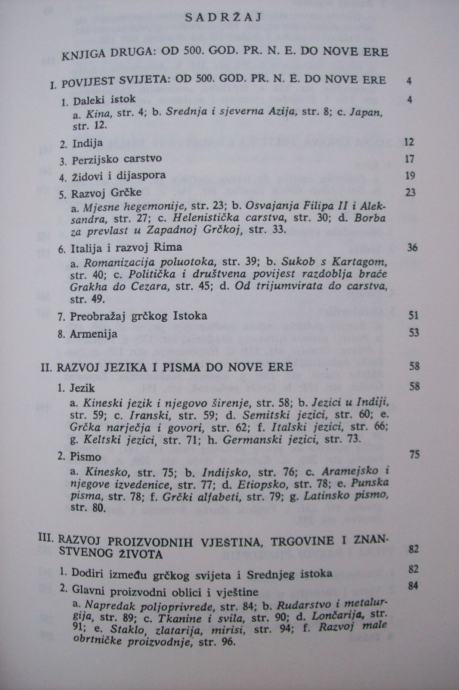 SADRŽAJ
KNJIGA DRUGA: OD 500. GOD. PR. N. E. DO NOVE ERE
I. POVIJEST SVIJETA: OD 500. GOD. PR. N. E. DO NOVE ERE 4
1. Daleki istok 4
a. Kina, str. 4; b. Srednja i sjeverna Azija, str. 8; c. Japan,
str. 12.
2. Indija 12
3. Perzijsko carstvo 17
4. Židovi i dijaspora 19
5. Razvoj Grčke 23
a. Mjesne hegemonije, str. 23; b. Osvajanja Filipa II i Alek-
sandra, str. 27; c. Helenistička carstva, str. 30; d. Borba
za prevlast u Zapadnoj Grčkoj, str. 33.
6. Italija i razvoj Rima 36
a. Romanizacija poluotoka, str. 39; b. Sukob s Kartagom,
str. 40; c. Politička i društvena povijest razdoblja braće
Grakha do Cezara, str. 45; d. Od trijumvirata do carstva,
str. 49.
7. Preobražaj grčkog Istoka 51
8. Armenija 53
II. RAZVOJ JEZIKA I PISMA DO NOVE ERE 58
1. Jezik 58
a. Kineski jezik i njegovo širenje, str. 58; b. Jezici u Indiji,
str. 59; c. Iranski, str. 59; d. Semitski jezici, str. 60; e.
Grčka narječja i govori, str. 62; f. Italski jezici, str. 66;
g. Keltski jezici, str. 71; h. Germanski jezici, str. 73.
2. Pismo 75
a. Kinesko, str. 75; b. Indijsko, str. 76; c. Aramejsko i
njegove izvedenice, str. 77; d. Etiopsko, str. 78; e. Punska
pisma, str. 78; f. Grčki alfabeti, str. 79; g. Latinsko pismo,
str. 80.
III. RAZVOJ PROIZVODNIH VJEŠTINA, TRGOVINE I ZNAN-
STVENOG ŽIVOTA 82
1. Dodiri između grčkog svijeta i Srednjeg istoka 82
2. Glavni proizvodni oblici i vještine 84
a. Napredak poljoprivrede, str. 84; b. Rudarstvo i metalur-
gija, str. 89; c. Tkanine i svila, str. 90; d. Lončarija, str.
91; e. Staklo, zlatarija, mirisi, str. 94; f. Razvoj male
obrtničke proizvodnje, str. 96.